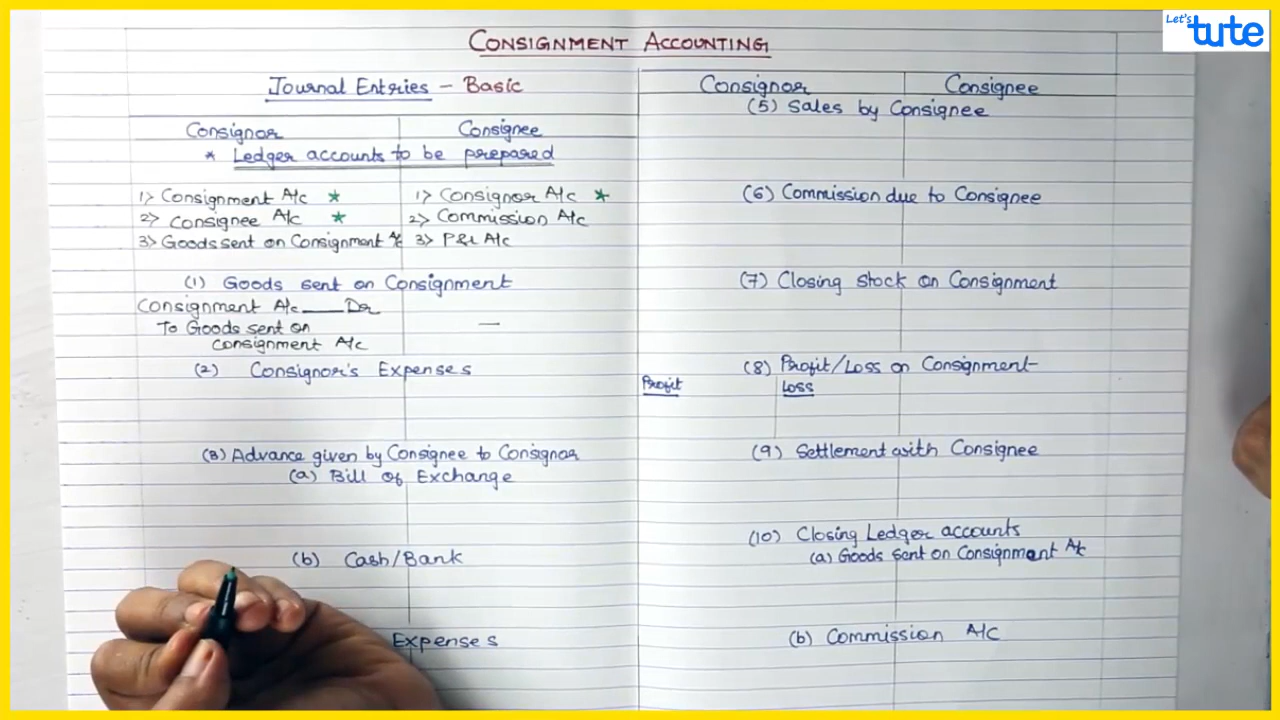 Let's tute
CONSIGNMENT ACCOUNTING
Journal Entries - Basic
Consignor Consignee
* Ledger accounts to be prepared
1> Consignment A/c * 1> Consignor A/c *
2> Consignee A/c * 2> Commission A/c
3> Goods sent on Consignment A/c 3> P&L A/c
(1) Goods sent on Consignment
Consignment A/c ___ Dr
To Goods sent on —
consignment A/c
(2) Consignor's Expenses
(3) Advance given by Consignee to Consignor
(a) Bill of Exchange
(b) Cash/Bank
Expenses
Consignor Consignee
(5) Sales by Consignee
(6) Commission due to Consignee
(7) Closing stock on Consignment
(8) Profit/Loss on Consignment
Profit Loss
(9) Settlement with Consignee
(10) Closing Ledger accounts
(a) Goods sent on Consignment A/c
(b) Commission A/c